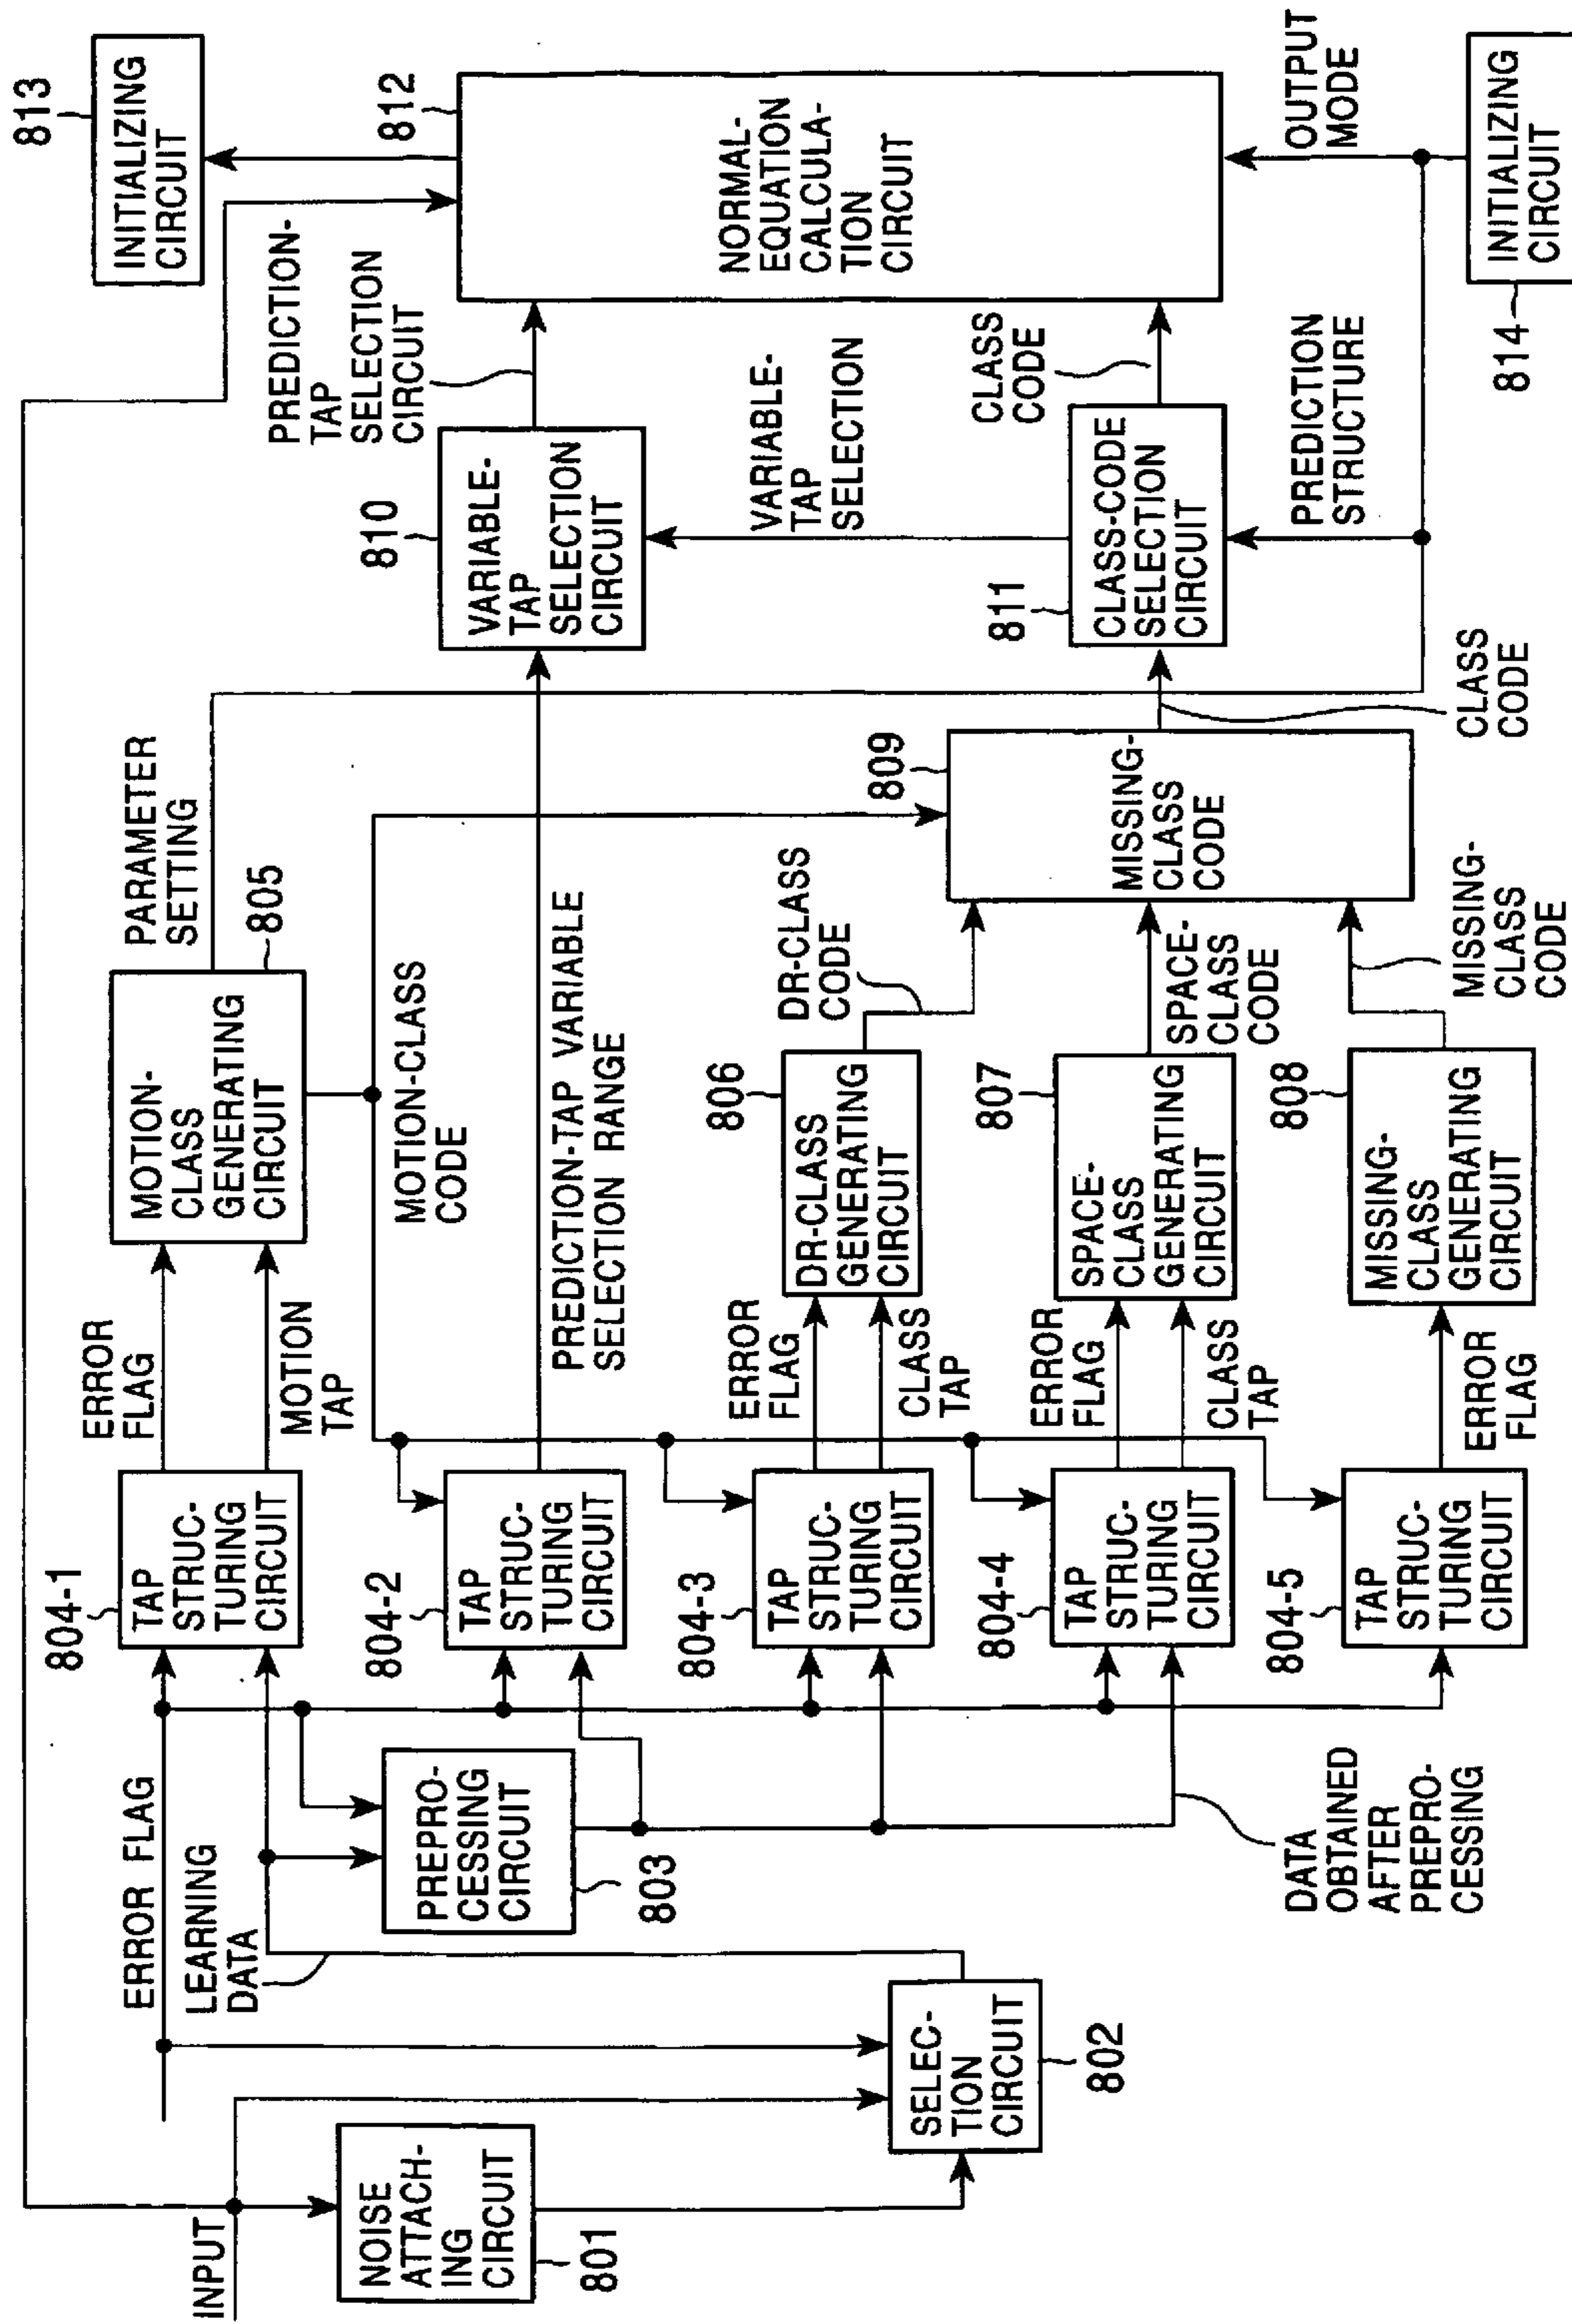 INPUT
NOISE
ATTACH-
ING
CIRCUIT
801
ERROR FLAG
LEARNING
DATA
SELEC-
TION
CIRCUIT
802
PREPRO-
CESSING
CIRCUIT
803
DATA
OBTAINED
AFTER
PREPRO-
CESSING
804-1
TAP
STRUC-
TURING
CIRCUIT
804-2
TAP
STRUC-
TURING
CIRCUIT
804-3
TAP
STRUC-
TURING
CIRCUIT
804-4
TAP
STRUC-
TURING
CIRCUIT
804-5
TAP
STRUC-
TURING
CIRCUIT
ERROR
FLAG
MOTION
TAP
ERROR
FLAG
CLASS
TAP
ERROR
FLAG
CLASS
TAP
ERROR
FLAG
MOTION-
CLASS
GENERATING
CIRCUIT
805
PARAMETER
SETTING
MOTION-CLASS
CODE
PREDICTION-TAP VARIABLE
SELECTION RANGE
806
DR-CLASS
GENERATING
CIRCUIT
DR-CLASS
CODE
807
SPACE-
CLASS
GENERATING
CIRCUIT
SPACE-
CLASS
CODE
808
MISSING-
CLASS
GENERATING
CIRCUIT
MISSING-
CLASS
CODE
809
MISSING-
CLASS
CODE
CLASS
CODE
810
VARIABLE-
TAP
SELECTION
CIRCUIT
VARIABLE-
TAP
SELECTION
811
CLASS-CODE
SELECTION
CIRCUIT
PREDICTION-
TAP
SELECTION
CIRCUIT
CLASS
CODE
PREDICTION
STRUCTURE
812
NORMAL-
EQUATION
CALCULA-
TION
CIRCUIT
813
INITIALIZING
CIRCUIT
OUTPUT
MODE
814
INITIALIZING
CIRCUIT